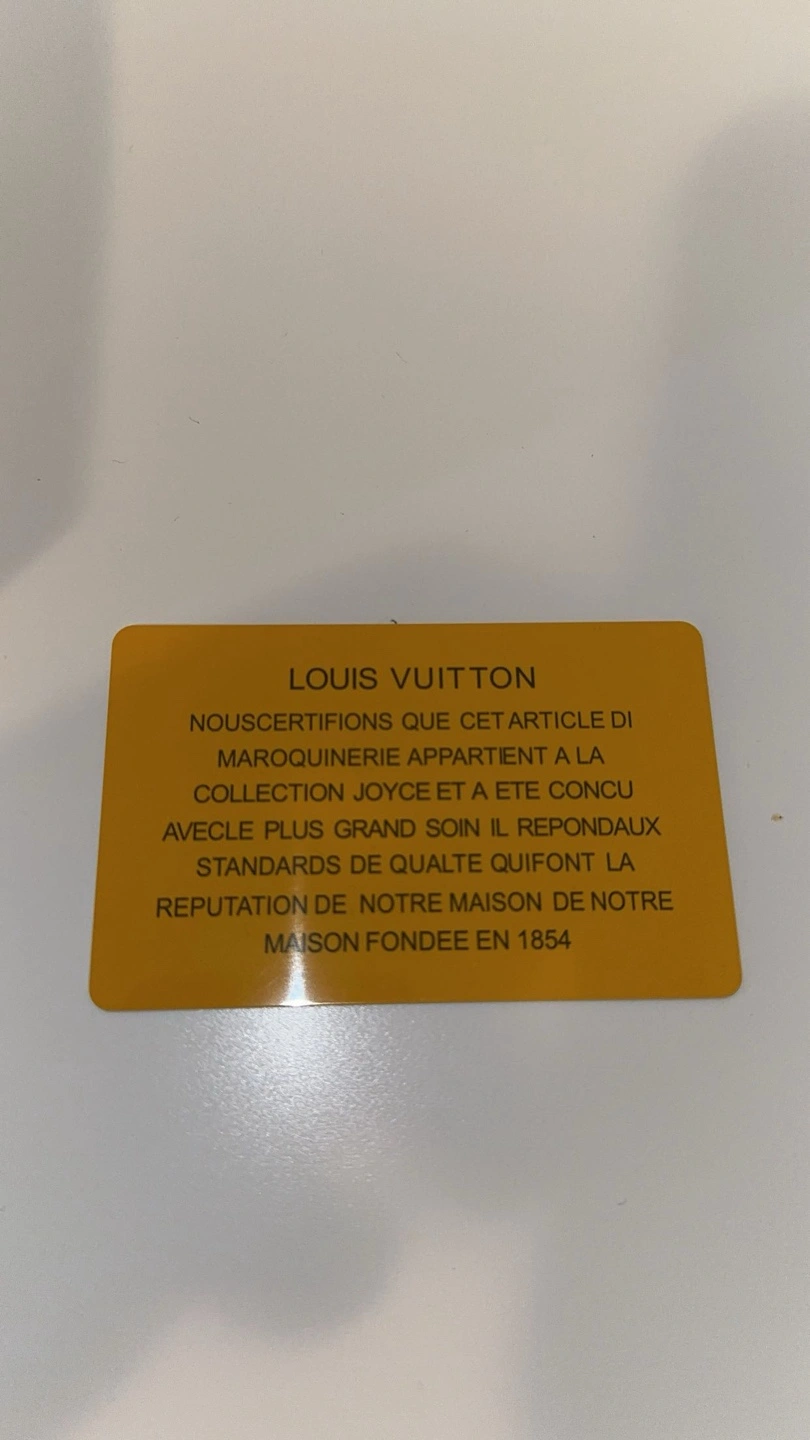 LOUIS VUITTON
NOUSCERTIFIONS QUE CET ARTICLE DI
MAROQUINERIE APPARTIENT A LA
COLLECTION JOYCE ET A ETE CONCU
AVECLE PLUS GRAND SOIN IL REPONDAUX
STANDARDS DE QUALTE QUIFONT LA
REPUTATION DE NOTRE MAISON DE NOTRE
MAISON FONDEE EN 1854